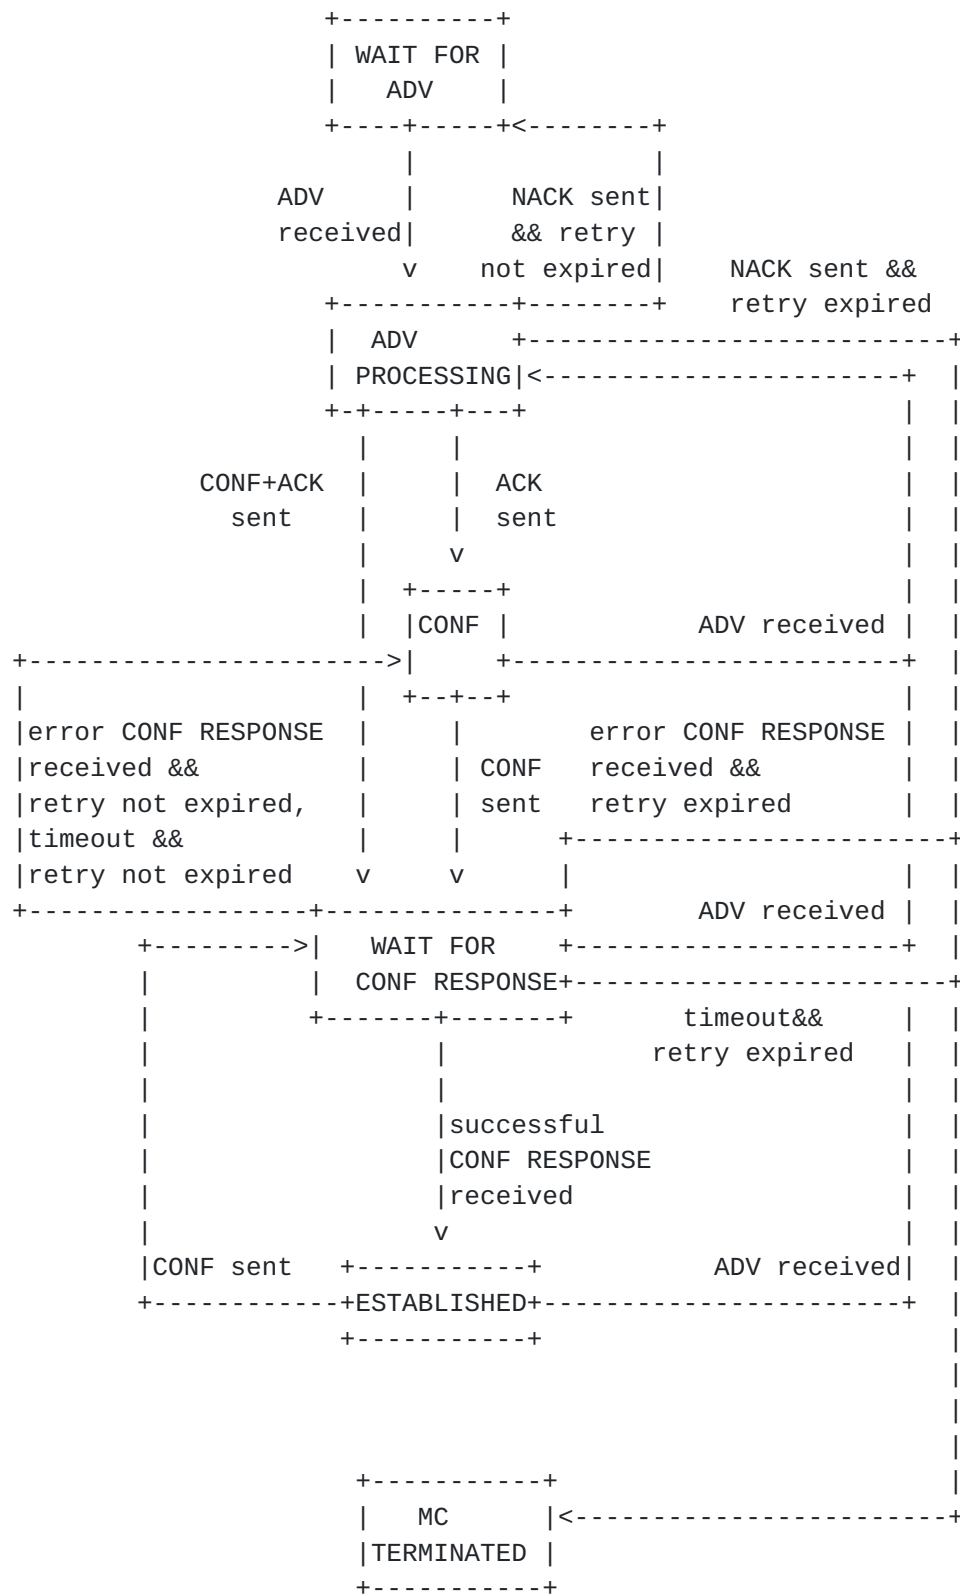 WAIT FOR
ADV
ADV NACK sent
received && retry
not expired NACK sent &&
retry expired
ADV
PROCESSING
CONF+ACK ACK
sent sent
CONF ADV received
error CONF RESPONSE error CONF RESPONSE
received && CONF received &&
retry not expired, sent retry expired
timeout &&
retry not expired
ADV received
WAIT FOR
CONF RESPONSE
timeout&&
retry expired
successful
CONF RESPONSE
received
CONF sent ADV received
ESTABLISHED
MC
TERMINATED